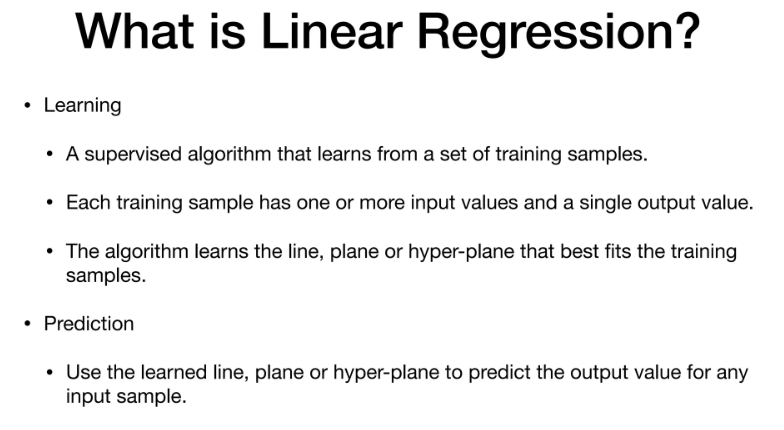 What is Linear Regression?
• Learning
• A supervised algorithm that learns from a set of training samples.
• Each training sample has one or more input values and a single output value.
• The algorithm learns the line, plane or hyper-plane that best fits the training
samples.
• Prediction
• Use the learned line, plane or hyper-plane to predict the output value for any
input sample.